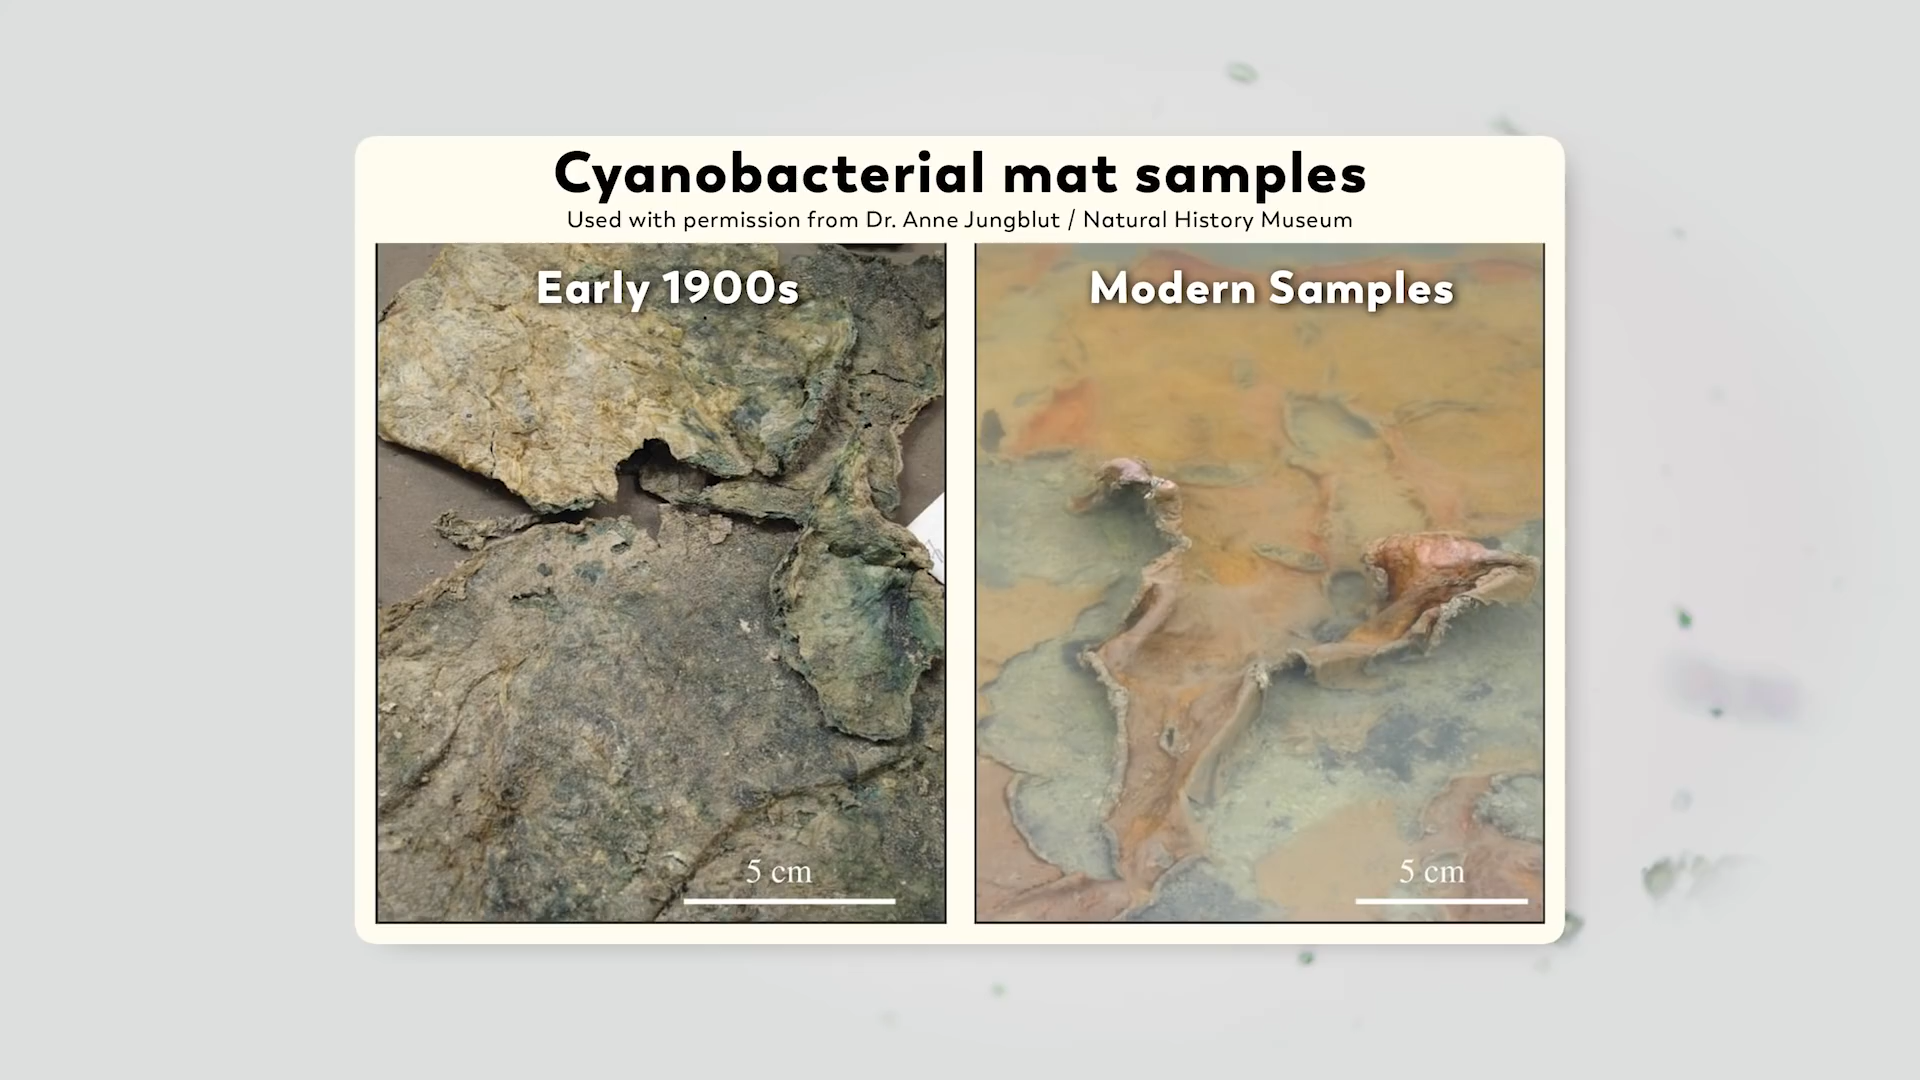 Cyanobacterial mat samples
Used with permission from Dr. Anne Jungblut / Natural History Museum
Early 1900s
Modern Samples
5 cm
5 cm